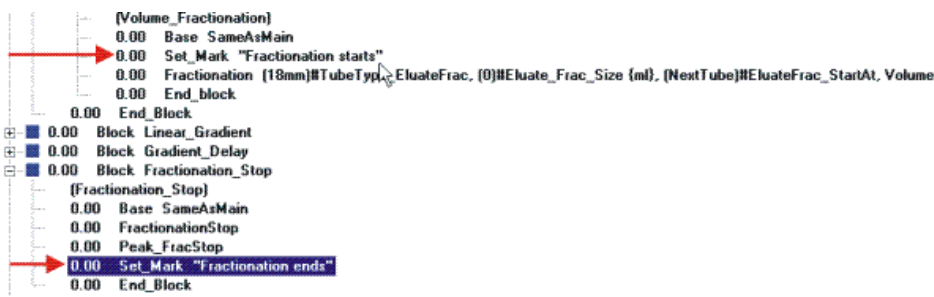 (Volume_Fractionation)
0.00 Base SameAsMain
0.00 Set_Mark "Fractionation starts"
0.00 Fractionation (18mm)#TubeType EluateFrac, (0)#Eluate_Frac_Size {ml}, (NextTube)#EluateFrac_StartAt, Volume
0.00 End_block
0.00 End_Block
0.00 Block Linear_Gradient
0.00 Block Gradient_Delay
0.00 Block Fractionation_Stop
(Fractionation_Stop)
0.00 Base SameAsMain
0.00 FractionationStop
0.00 Peak_FracStop
0.00 Set_Mark "Fractionation ends"
0.00 End_Block